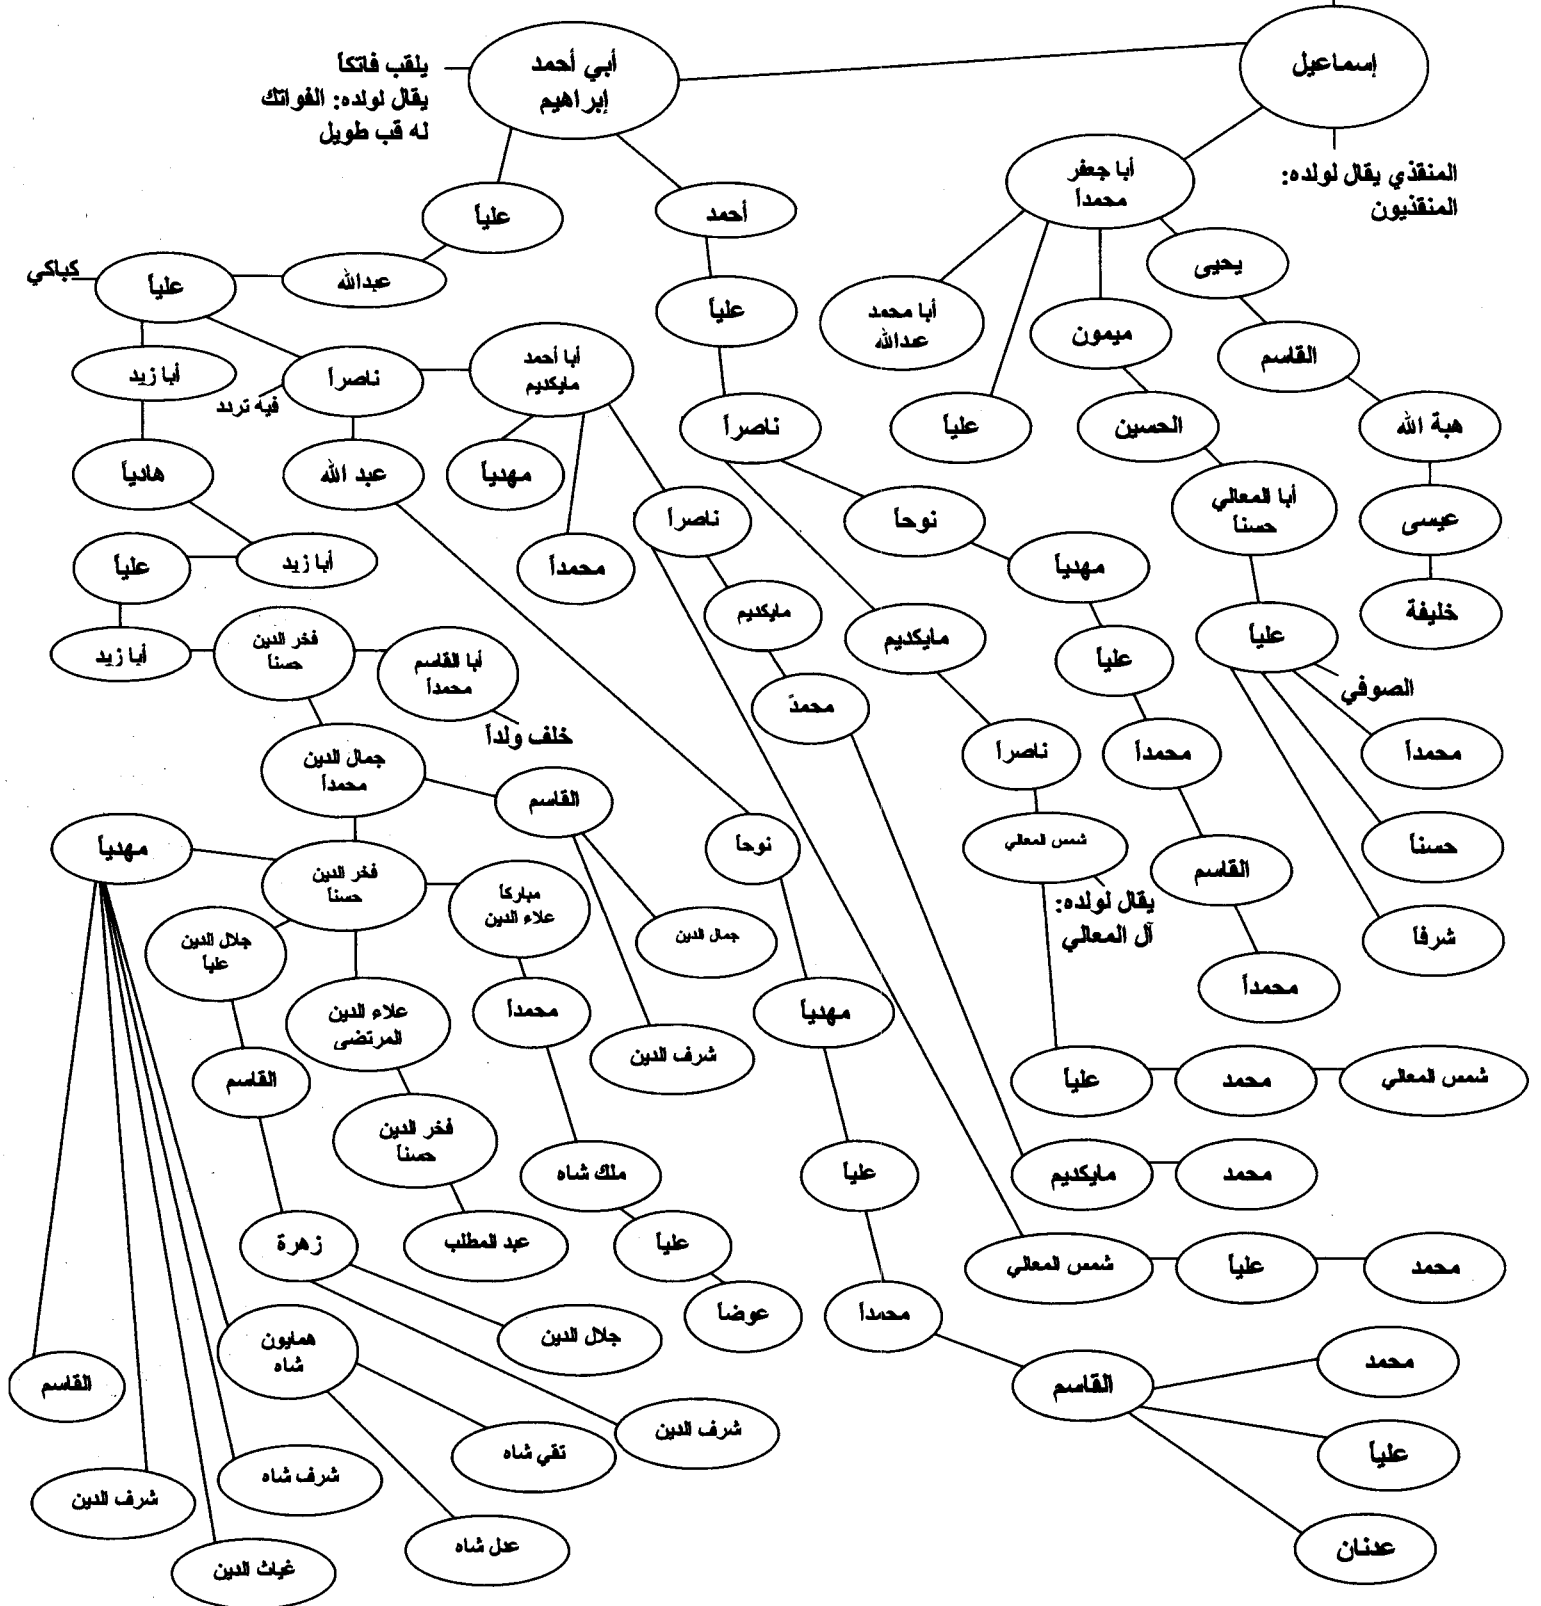 إسماعيل
المنقذي يقال لولده:
المنقذيون
أبي أحمد
إبراهيم
يلقب فاتكاً
يقال لولده: الفواتك
له قب طويل
أبا جعفر
محمداً
يحيى
القاسم
هبة الله
عيسى
خليفة
ميمون
الحسين
أبا المعالي
حسناً
علياً
الصوفي
محمداً
حسناً
شرفاً
علياً
أبا محمد
عبدالله
أحمد
علياً
ناصراً
نوحاً
مهدياً
علياً
محمداً
القاسم
محمداً
مايكديم
ناصراً
شمس المعالي
يقال لولده:
آل المعالي
علياً
محمد
شمس المعالي
علياً
عبدالله
علياً
كباكي
ناصراً
فيه تردد
أبا أحمد
مايكديم
مهدياً
محمداً
ناصراً
مايكديم
محمدً
مايكديم
محمد
شمس المعالي
علياً
محمد
عبد الله
نوحاً
مهدياً
علياً
محمداً
القاسم
محمد
علياً
عدنان
أبا زيد
هادياً
أبا زيد
علياً
أبا زيد
فخر الدين
حسناً
أبا القاسم
محمداً
خلف ولداً
جمال الدين
محمداً
القاسم
جمال الدين
شرف الدين
فخر الدين
حسناً
مباركاً
علاء الدين
محمداً
ملك شاه
علياً
عوضاً
علاء الدين
المرتضى
فخر الدين
حسناً
عبد المطلب
جلال الدين
علياً
القاسم
زهرة
جلال الدين
شرف الدين
مهدياً
همايون
شاه
تقي شاه
عدل شاه
شرف شاه
غياث الدين
شرف الدين
القاسم